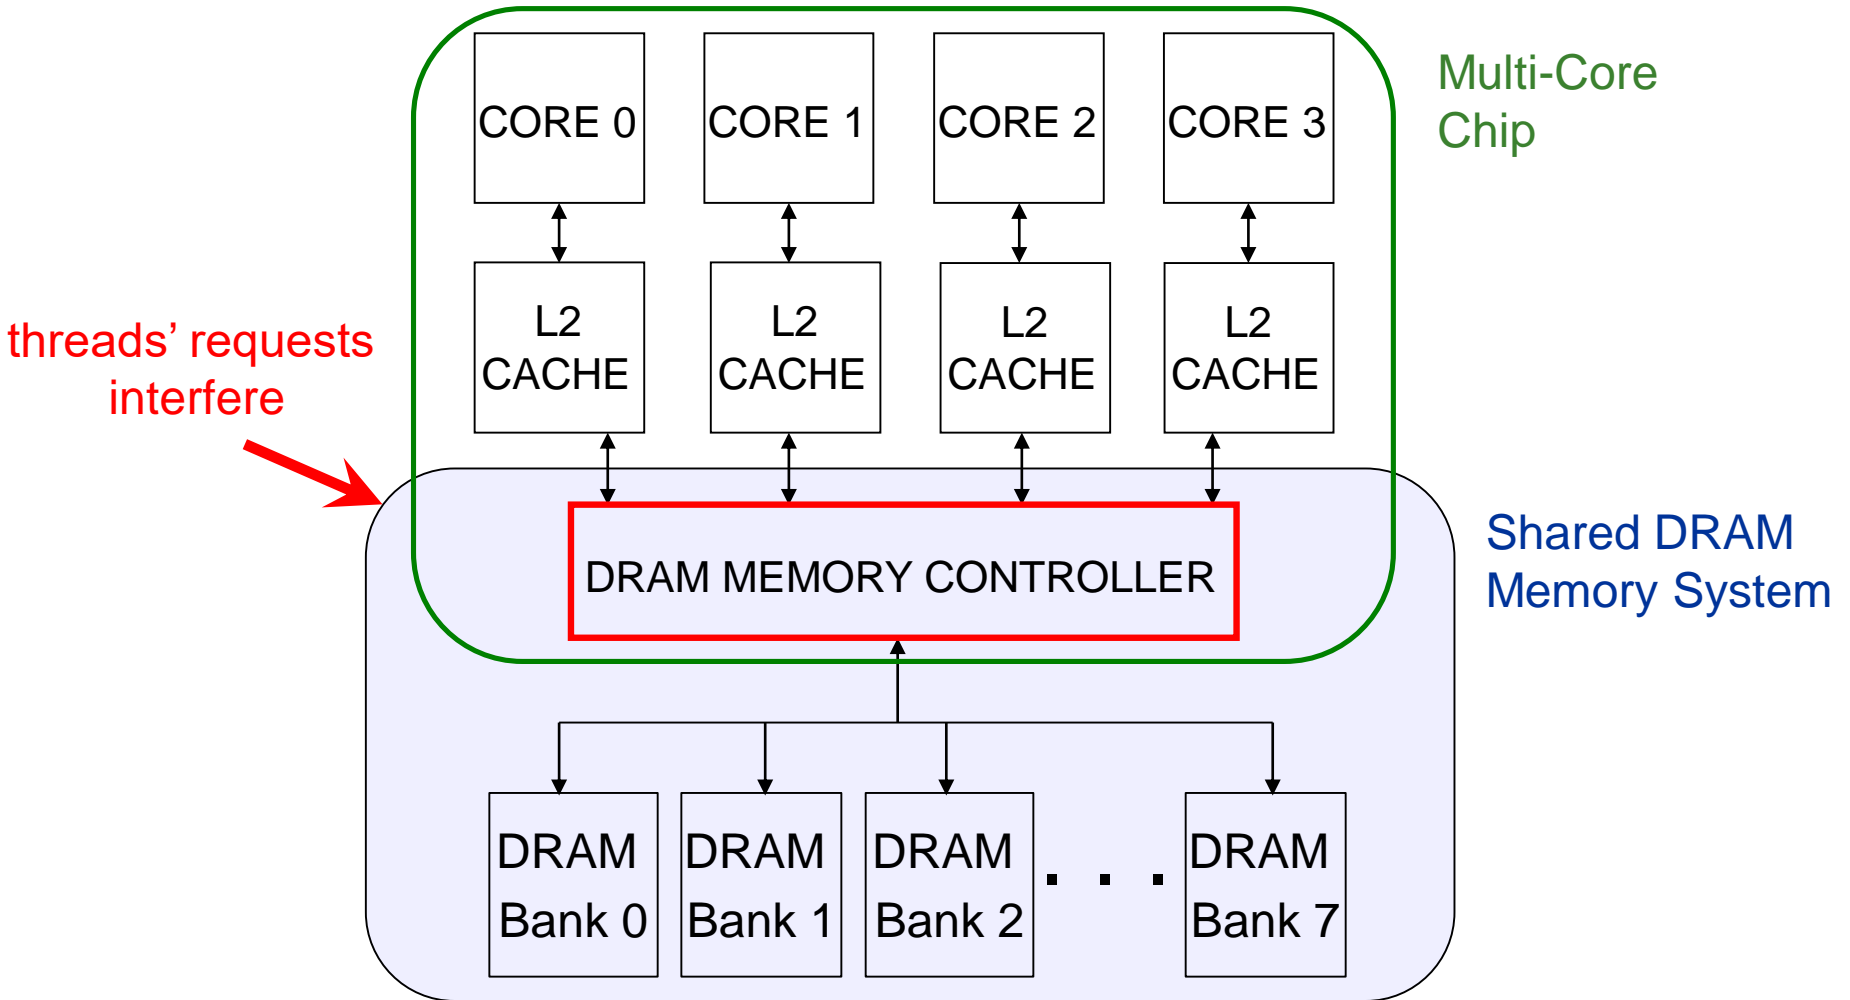 CORE 0
CORE 1
CORE 2
CORE 3
Multi-Core
Chip
L2
CACHE
L2
CACHE
L2
CACHE
L2
CACHE
threads’ requests
interfere
DRAM MEMORY CONTROLLER
Shared DRAM
Memory System
DRAM
Bank 0
DRAM
Bank 1
DRAM
Bank 2
. . .
DRAM
Bank 7